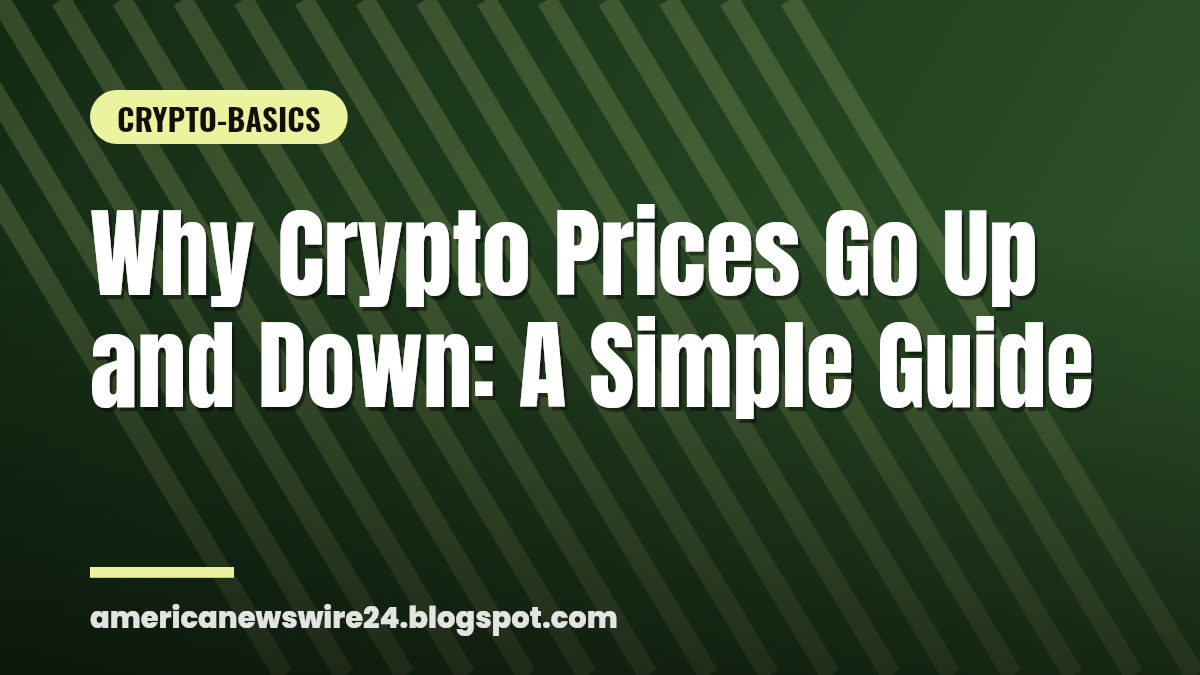 CRYPTO-BASICS
Why Crypto Prices Go Up
and Down: A Simple Guide
americanewswire24.blogspot.com